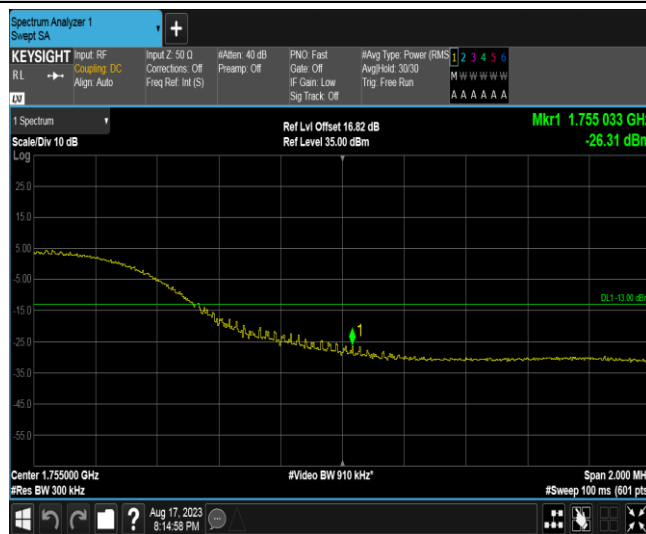 Spectrum Analyzer 1
Swept SA
KEYSIGHT
RL
Input: RF
Coupling: DC
Align: Auto
Input Z: 50 Ω
Corrections: Off
Freq Ref: Int (S)
#Atten: 40 dB
Preamp: Off
PNO: Fast
Gate: Off
IF Gain: Low
Sig Track: Off
#Avg Type: Power (RMS
Avg|Hold: 30/30
Trig: Free Run
1 2 3 4 5 6
M W W W W W
A A A A A A
LXI
1 Spectrum
Scale/Div 10 dB
Log
Ref Lvl Offset 16.82 dB
Ref Level 35.00 dBm
Mkr1 1.755 033 GHz
-26.31 dBm
25.0
15.0
5.00
-5.00
-15.0
-25.0
-35.0
-45.0
-55.0
DL1 -13.00 dBm
1
Center 1.755000 GHz
#Res BW 300 kHz
#Video BW 910 kHz*
Span 2.000 MH
#Sweep 100 ms (601 pts
?
Aug 17, 2023
8:14:58 PM